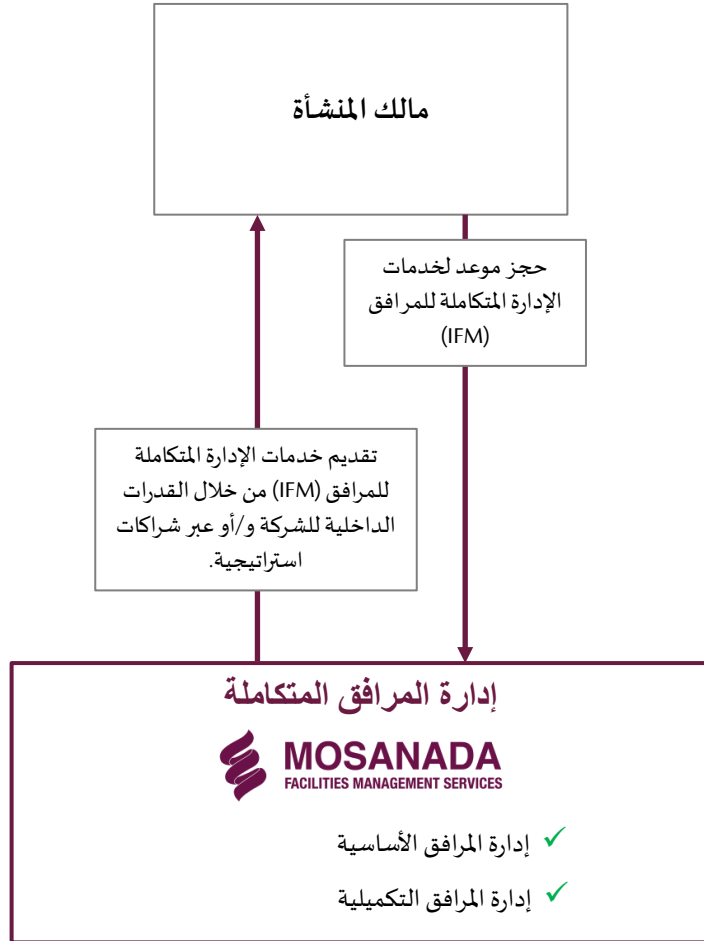 مالك المنشأة
حجز موعد لخدمات
الإدارة المتكاملة للمرافق
(IFM)
تقديم خدمات الإدارة المتكاملة
للمرافق (IFM) من خلال القدرات
الداخلية للشركة و/أو عبر شراكات
استراتيجية.
إدارة المرافق المتكاملة
MOSANADA
FACILITIES MANAGEMENT SERVICES
✓ إدارة المرافق الأساسية
✓ إدارة المرافق التكميلية